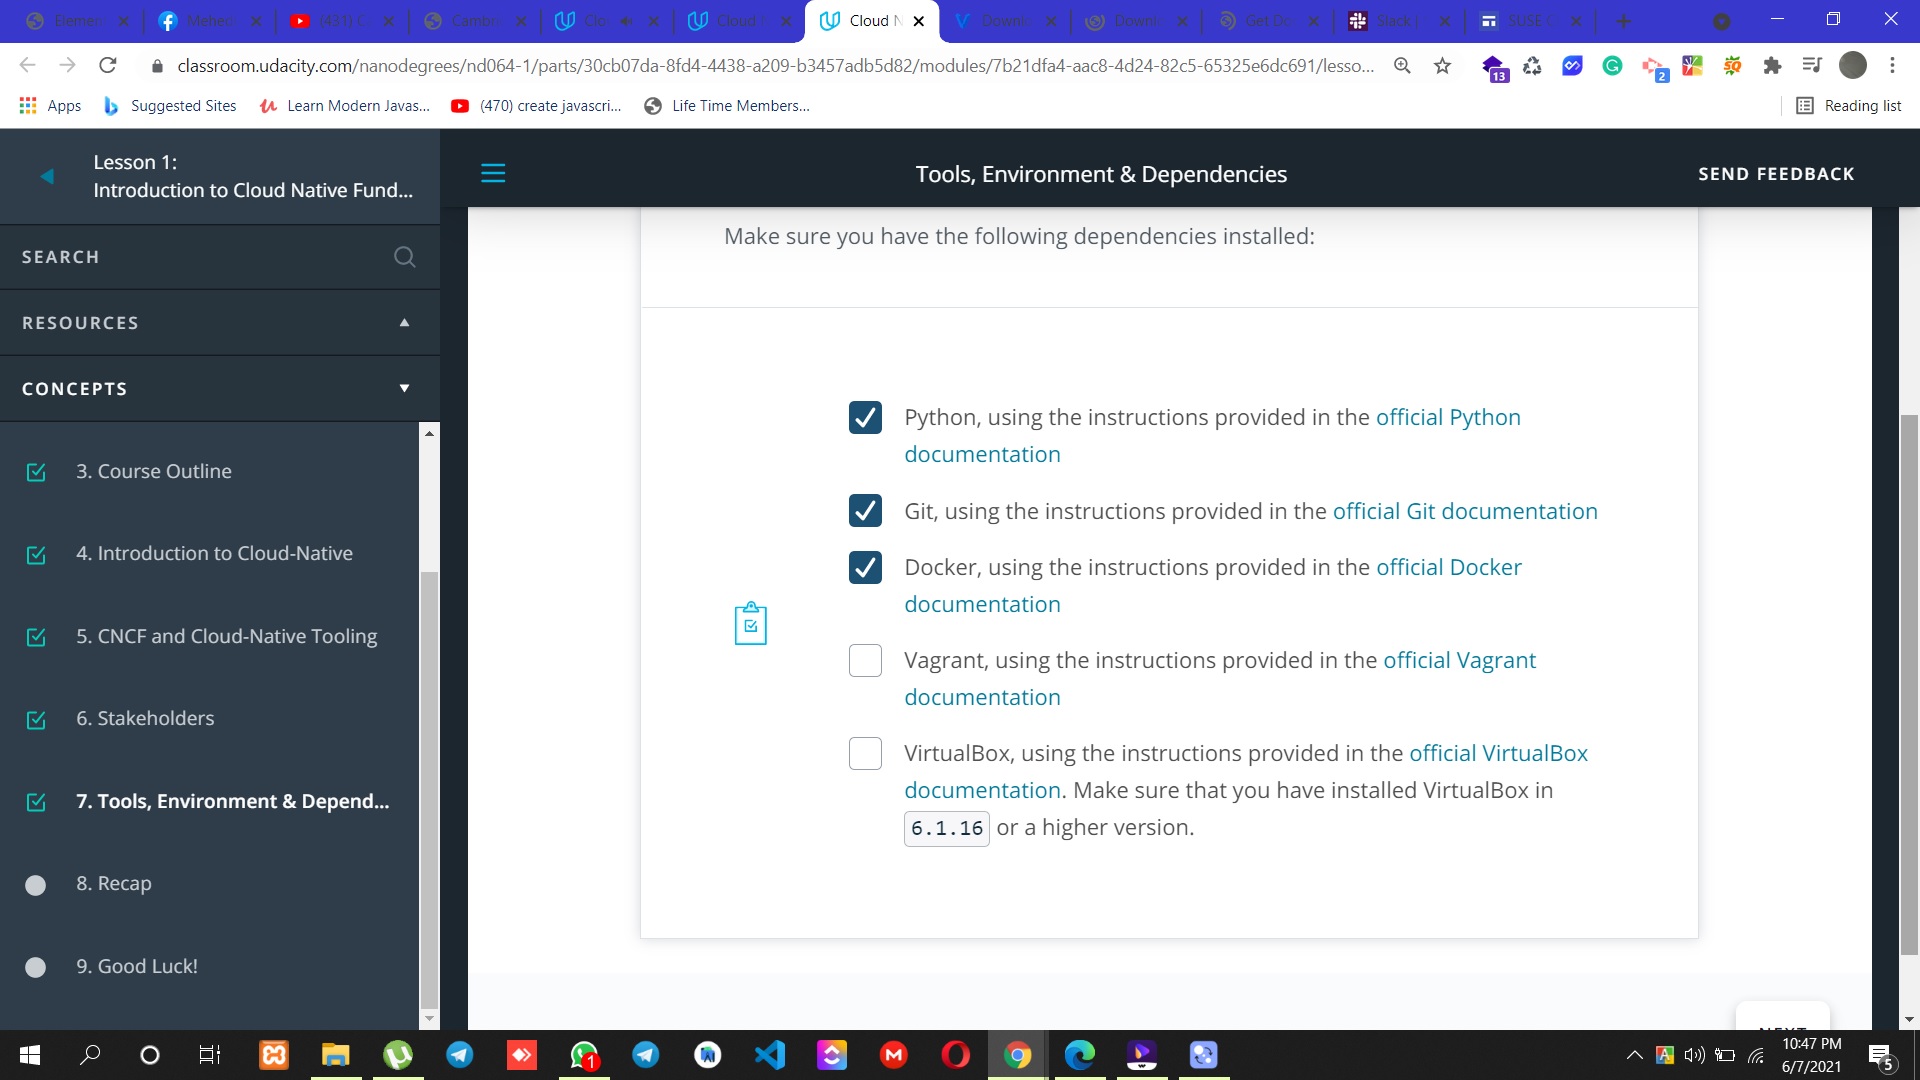 Elemen
Mehe
(431) C
Cambr
Clo
Cloud
Cloud N
Downl
Downl
Get Do
Slack
SUSE C
classroom.udacity.com/nanodegrees/nd064-1/parts/30cb07da-8fd4-4438-a209-b3457adb5d82/modules/7b21dfa4-aac8-4d24-82c5-65325e6dc691/lesso...
13
2
Apps
Suggested Sites
Learn Modern Javas...
(470) create javascri...
Life Time Members...
Reading list
Lesson 1:
Introduction to Cloud Native Fund...
Tools, Environment & Dependencies
SEND FEEDBACK
SEARCH
RESOURCES
CONCEPTS
3. Course Outline
4. Introduction to Cloud-Native
5. CNCF and Cloud-Native Tooling
6. Stakeholders
7. Tools, Environment & Depend...
8. Recap
9. Good Luck!
Make sure you have the following dependencies installed:
Python, using the instructions provided in the official Python
documentation
Git, using the instructions provided in the official Git documentation
Docker, using the instructions provided in the official Docker
documentation
Vagrant, using the instructions provided in the official Vagrant
documentation
VirtualBox, using the instructions provided in the official VirtualBox
documentation. Make sure that you have installed VirtualBox in
6.1.16 or a higher version.
NEXT
1
10:47 PM
6/7/2021
5